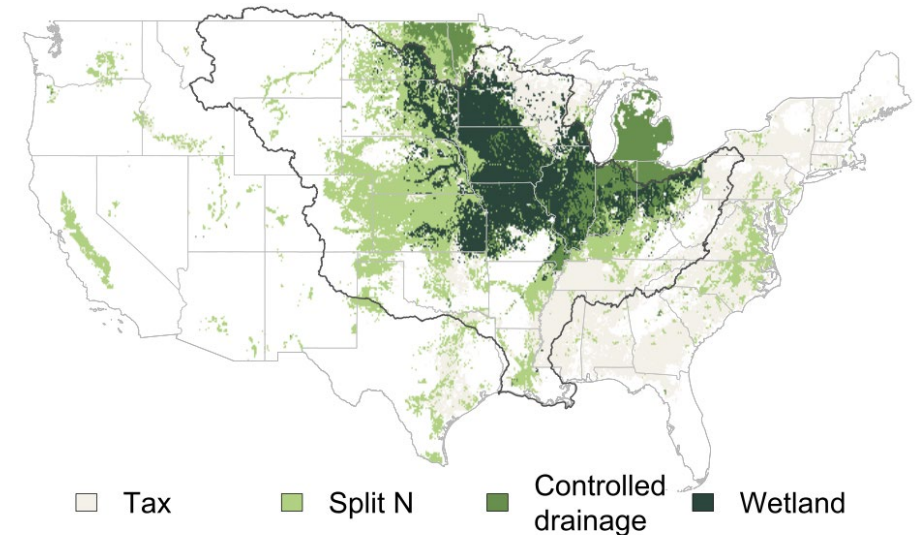 Tax
Split N
Controlled
drainage
Wetland